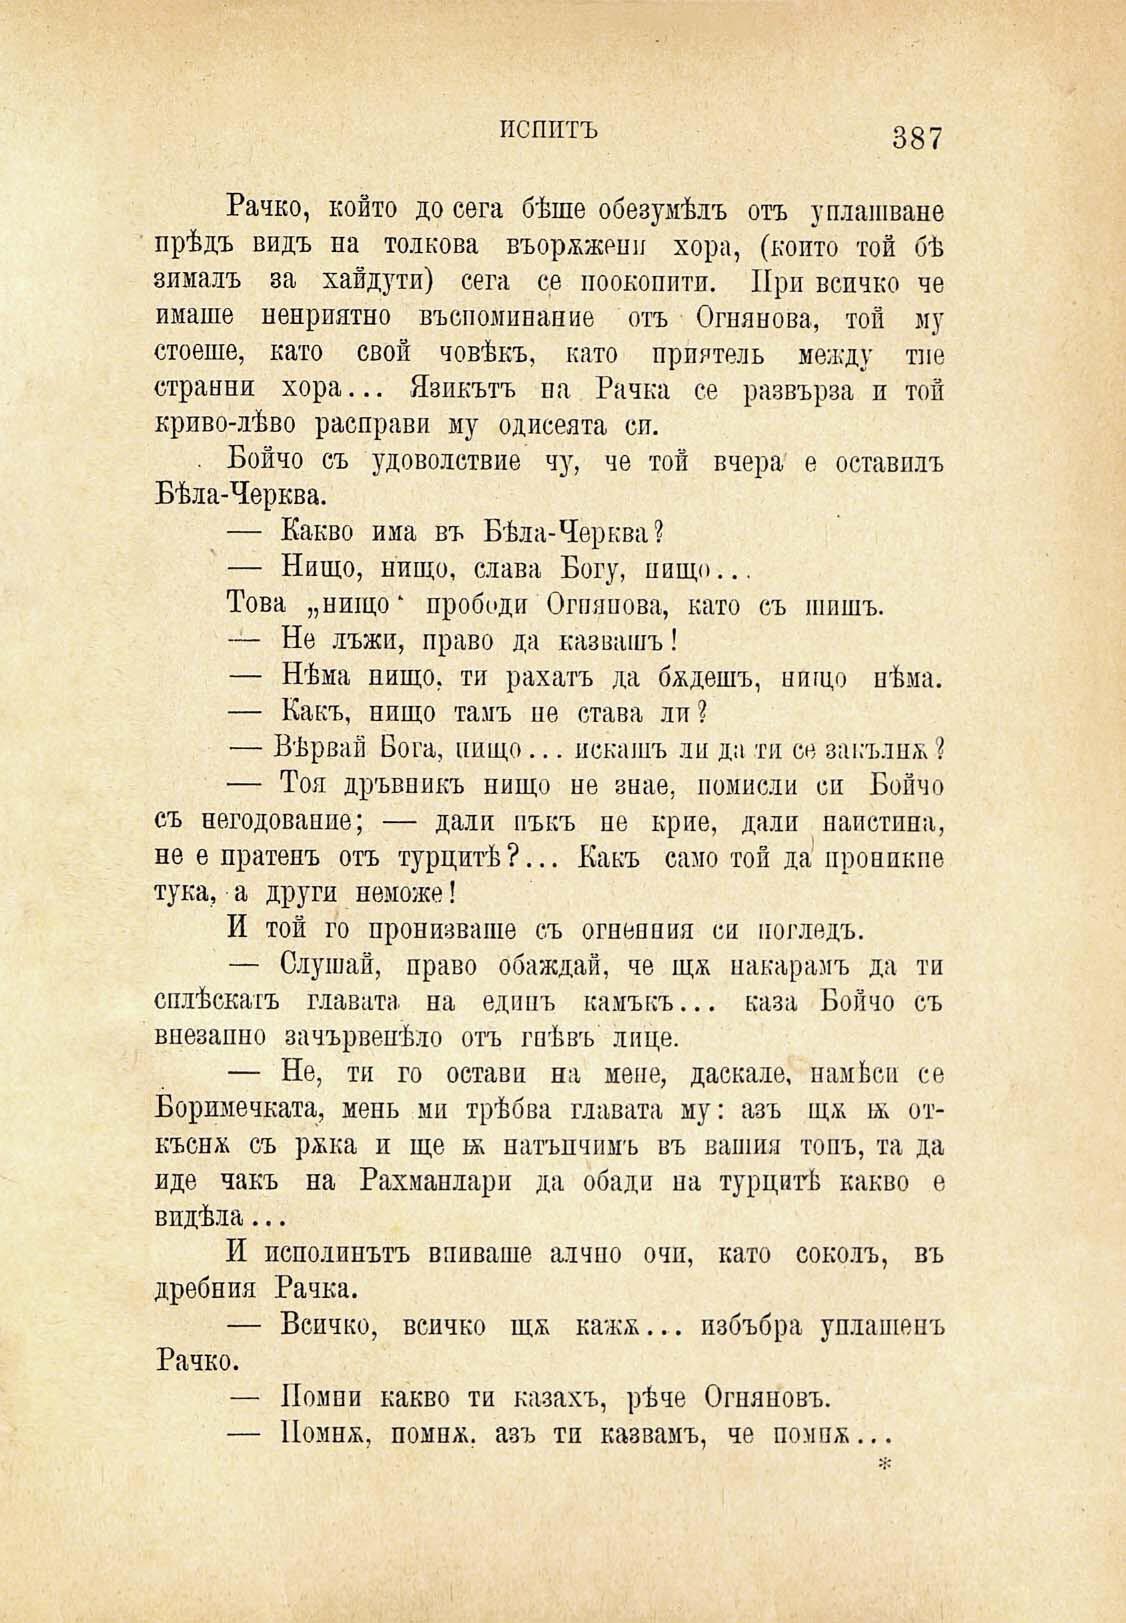 ИСПИТЪ 387
Рачко, който до сега бѣше обезумѣлъ отъ уплашване
прѣдъ видъ на толкова въорѫжени хора, (които той бѣ
зималъ за хайдути) сега се поокопити. При всичко че
имаше неприятно въспоминание отъ Огнянова, той му
стоеше, като свой човѣкъ, като приятель между тие
странни хора... Язикътъ на Рачка се развърза и той
криво-лѣво расправи му одисеята си.
Бойчо съ удоволствие чу, че той вчера е оставилъ
Бѣла-Черква.
— Какво има въ Бѣла-Черква?
— Нищо, нищо, слава Богу, нищо...
Това „нищо“ прободи Огнянова, като съ шишъ.
— Не лъжи, право да казвашъ!
— Нѣма нищо, ти рахатъ да бѫдешъ, нищо нѣма.
— Какъ, нищо тамъ не става ли?
— Вѣрвай Бога, нищо... искашъ ли да ти се закълнѫ?
— Тоя дръвникъ нищо не знае, помисли си Бойчо
съ негодование; — дали пъкъ не крие, дали наистина,
не е пратенъ отъ турцитѣ?... Какъ само той да проникне
тука, а други неможе!
И той го пронизваше съ огненния си погледъ.
— Слушай, право обаждай, че щѫ накарамъ да ти
сплѣскатъ главата на единъ камъкъ... каза Бойчо съ
внезапно зачървенѣло отъ гнѣвъ лице.
— Не, ти го остави на мене, даскале, намѣси се
Боримечката, мень ми трѣбва главата му: азъ щѫ ѭ от-
къснѫ съ рѫка и ще ѭ натъпчимъ въ вашия топъ, та да
иде чакъ на Рахманлари да обади на турцитѣ какво е
видѣла...
И исполинътъ впиваше алчно очи, като соколъ, въ
дребния Рачка.
— Всичко, всичко щѫ кажѫ... избъбра уплашенъ
Рачко.
— Помни какво ти казахъ, рѣче Огняновъ.
— Помнѫ, помнѫ, азъ ти казвамъ, че помнѫ...
*